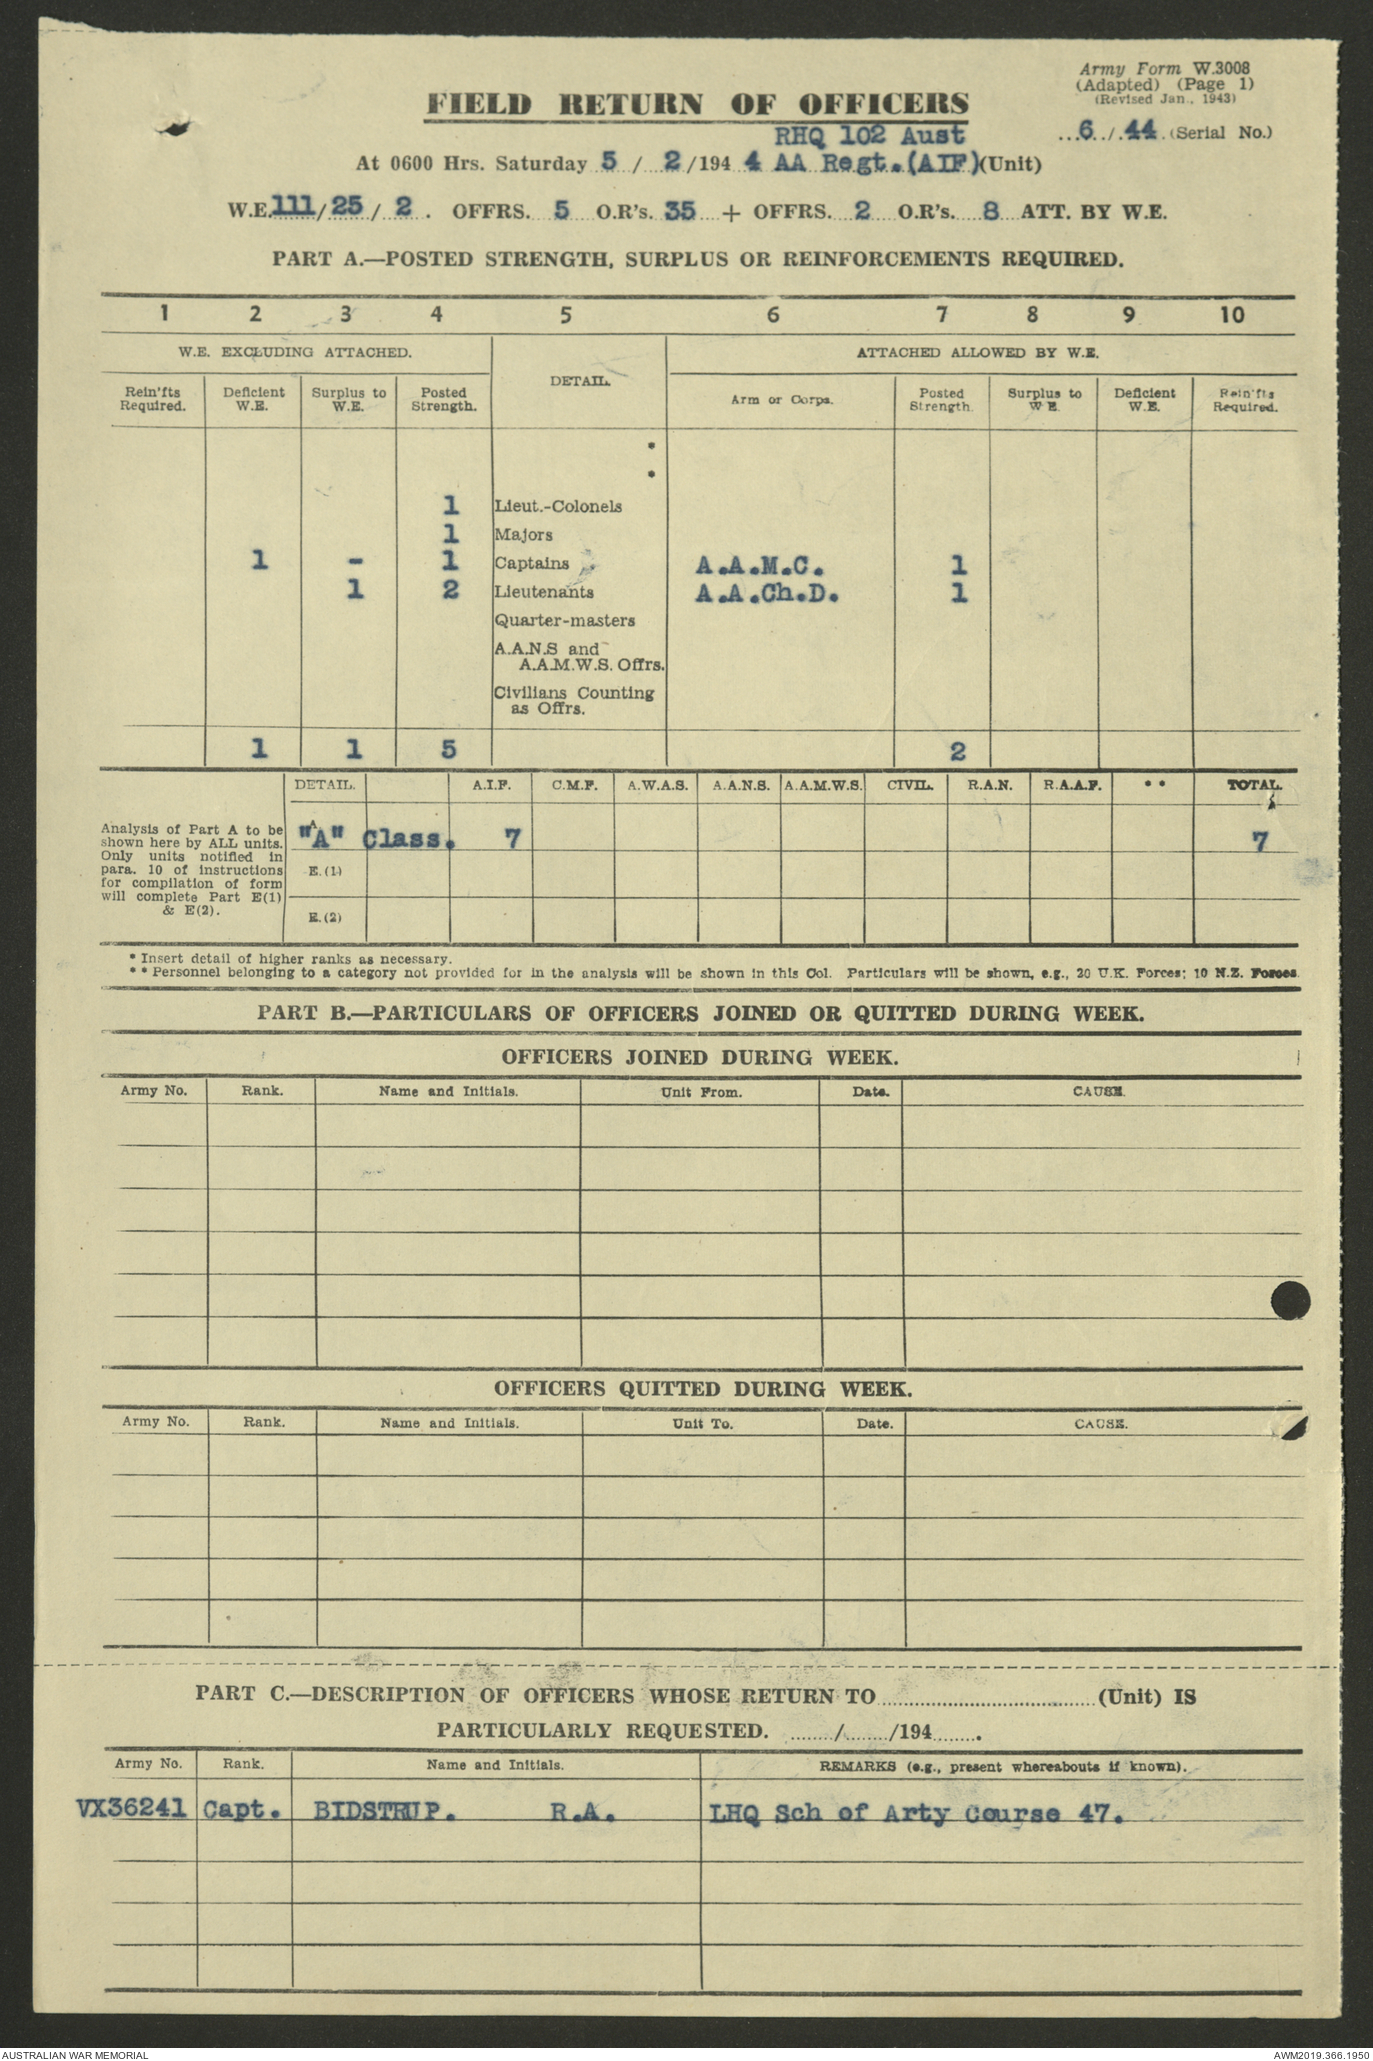 Army Form W.3008
(Adapted) (Page 1)
(Revised Jan., 1943)
FIELD RETURN OF OFFICERS
RHQ 102 Aust
...6../.44.(Serial No.)
At 0600 Hrs. Saturday 5 / 2/194 4 AA Regt.(AIF)(Unit)
W.E.111/25/ 2 . OFFRS. 5 O.R's. 35 + OFFRS. 2 O.R's. 8 ATT. BY W.E.
PART A.—POSTED STRENGTH, SURPLUS OR REINFORCEMENTS REQUIRED.
1 2 3 4 5 6 7 8 9 10
W.E. EXCLUDING ATTACHED. DETAIL. ATTACHED ALLOWED BY W.E.
Rein'fts Required. Deficient W.E. Surplus to W.E. Posted Strength. Arm or Corps. Posted Strength. Surplus to W.E. Deficient W.E. Rein'fts Required.
*
*
1 Lieut.-Colonels
1 Majors
1 - 1 Captains A.A.M.C. 1
1 2 Lieutenants A.A.Ch.D. 1
Quarter-masters
A.A.N.S and
A.A.M.W.S. Offrs.
Civilians Counting
as Offrs.
1 1 5 2
DETAIL. A.I.F. C.M.F. A.W.A.S. A.A.N.S. A.A.M.W.S. CIVIL. R.A.N. R.A.A.F. * * TOTAL.
Analysis of Part A to be
shown here by ALL units.
Only units notified in
para. 10 of instructions
for compilation of form
will complete Part E(1)
& E(2).
A
"A" Class. 7 7
E.(1)
E.(2)
* Insert detail of higher ranks as necessary.
* * Personnel belonging to a category not provided for in the analysis will be shown in this Col. Particulars will be shown, e.g., 20 U.K. Forces; 10 N.Z. Forces
PART B.—PARTICULARS OF OFFICERS JOINED OR QUITTED DURING WEEK.
OFFICERS JOINED DURING WEEK.
Army No. Rank. Name and Initials. Unit From. Date. CAUSE.
OFFICERS QUITTED DURING WEEK.
Army No. Rank. Name and Initials. Unit To. Date. CAUSE.
PART C.—DESCRIPTION OF OFFICERS WHOSE RETURN TO..................................(Unit) IS
PARTICULARLY REQUESTED. ......../......../194........
Army No. Rank. Name and Initials. REMARKS (e.g., present whereabouts if known).
VX36241 Capt. BIDSTRUP. R.A. LHQ Sch of Arty Course 47.
AUSTRALIAN WAR MEMORIAL AWM2019.366.1950